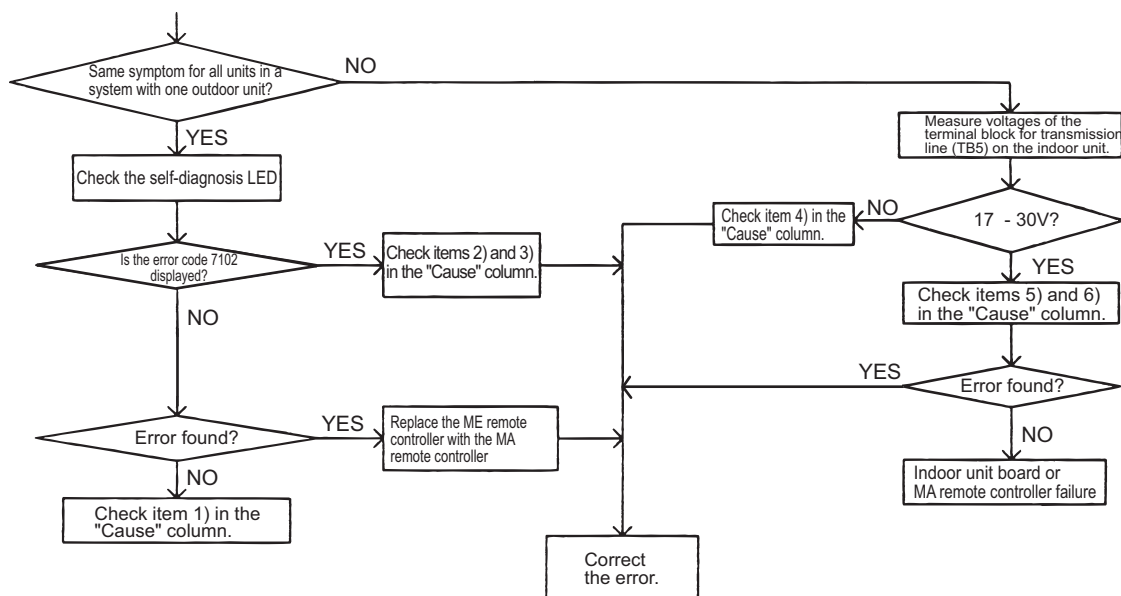 Same symptom for all units in a
system with one outdoor unit?
NO
YES
Measure voltages of the
terminal block for transmission
line (TB5) on the indoor unit.
Check the self-diagnosis LED
Check item 4) in the
"Cause" column.
NO
17 - 30V?
Is the error code 7102
displayed?
YES
Check items 2) and 3)
in the "Cause" column.
YES
Check items 5) and 6)
in the "Cause" column.
NO
YES
Error found?
Error found?
YES
Replace the ME remote
controller with the MA
remote controller
NO
NO
Indoor unit board or
MA remote controller failure
Check item 1) in the
"Cause" column.
Correct
the error.